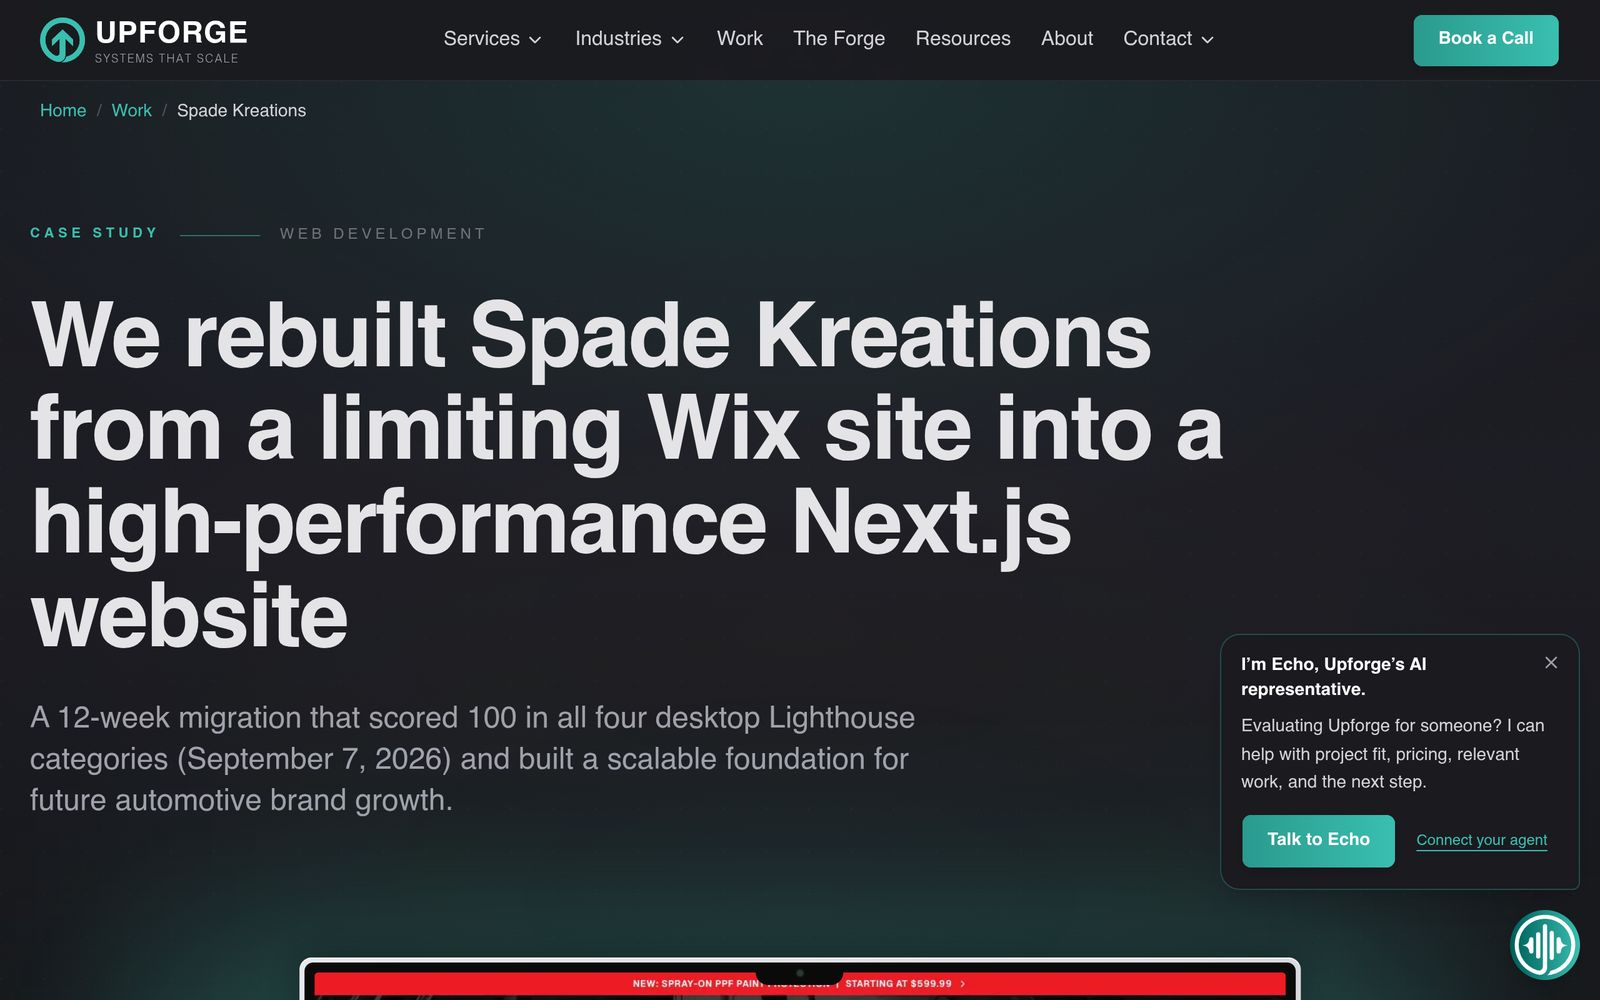 UPFORGE
SYSTEMS THAT SCALE
Services
Industries
Work
The Forge
Resources
About
Contact
Book a Call
Home / Work / Spade Kreations
CASE STUDY
WEB DEVELOPMENT
We rebuilt Spade Kreations
from a limiting Wix site into a
high-performance Next.js
website
A 12-week migration that scored 100 in all four desktop Lighthouse
categories (September 7, 2026) and built a scalable foundation for
future automotive brand growth.
I'm Echo, Upforge's AI
representative.
Evaluating Upforge for someone? I can
help with project fit, pricing, relevant
work, and the next step.
Talk to Echo
Connect your agent
NEW: SPRAY-ON PPF PAINT PROTECTION | STARTING AT $599.99